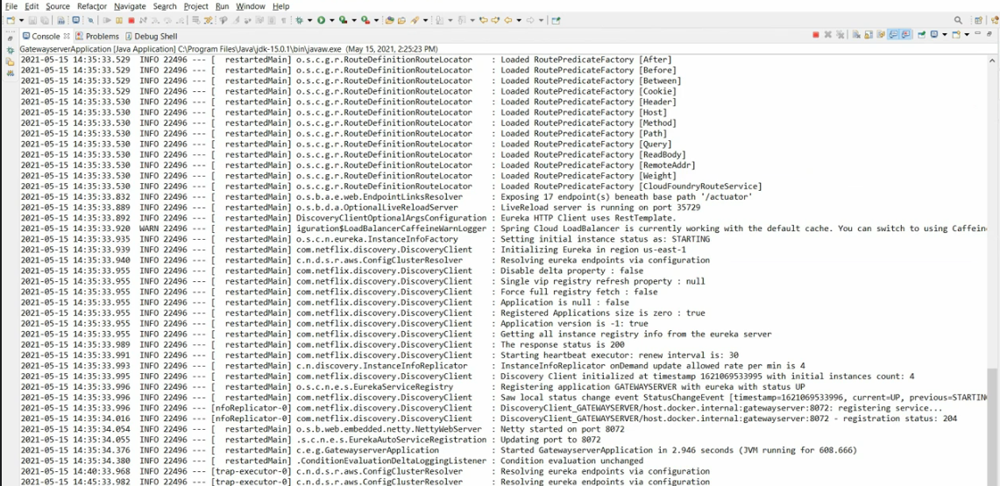 File Edit Source Refactor Navigate Search Project Run Window Help
Console Problems Debug Shell
GatewayserverApplication [Java Application] C:\Program Files\Java\jdk-15.0.1\bin\javaw.exe (May 15, 2021, 2:25:23 PM)
2021-05-15 14:35:33.529 INFO 22496 --- [ restartedMain] o.s.c.g.r.RouteDefinitionRouteLocator : Loaded RoutePredicateFactory [After]
2021-05-15 14:35:33.529 INFO 22496 --- [ restartedMain] o.s.c.g.r.RouteDefinitionRouteLocator : Loaded RoutePredicateFactory [Before]
2021-05-15 14:35:33.529 INFO 22496 --- [ restartedMain] o.s.c.g.r.RouteDefinitionRouteLocator : Loaded RoutePredicateFactory [Between]
2021-05-15 14:35:33.529 INFO 22496 --- [ restartedMain] o.s.c.g.r.RouteDefinitionRouteLocator : Loaded RoutePredicateFactory [Cookie]
2021-05-15 14:35:33.530 INFO 22496 --- [ restartedMain] o.s.c.g.r.RouteDefinitionRouteLocator : Loaded RoutePredicateFactory [Header]
2021-05-15 14:35:33.530 INFO 22496 --- [ restartedMain] o.s.c.g.r.RouteDefinitionRouteLocator : Loaded RoutePredicateFactory [Host]
2021-05-15 14:35:33.530 INFO 22496 --- [ restartedMain] o.s.c.g.r.RouteDefinitionRouteLocator : Loaded RoutePredicateFactory [Method]
2021-05-15 14:35:33.530 INFO 22496 --- [ restartedMain] o.s.c.g.r.RouteDefinitionRouteLocator : Loaded RoutePredicateFactory [Path]
2021-05-15 14:35:33.530 INFO 22496 --- [ restartedMain] o.s.c.g.r.RouteDefinitionRouteLocator : Loaded RoutePredicateFactory [Query]
2021-05-15 14:35:33.530 INFO 22496 --- [ restartedMain] o.s.c.g.r.RouteDefinitionRouteLocator : Loaded RoutePredicateFactory [ReadBody]
2021-05-15 14:35:33.530 INFO 22496 --- [ restartedMain] o.s.c.g.r.RouteDefinitionRouteLocator : Loaded RoutePredicateFactory [RemoteAddr]
2021-05-15 14:35:33.530 INFO 22496 --- [ restartedMain] o.s.c.g.r.RouteDefinitionRouteLocator : Loaded RoutePredicateFactory [Weight]
2021-05-15 14:35:33.530 INFO 22496 --- [ restartedMain] o.s.c.g.r.RouteDefinitionRouteLocator : Loaded RoutePredicateFactory [CloudFoundryRouteService]
2021-05-15 14:35:33.832 INFO 22496 --- [ restartedMain] o.s.b.a.e.web.EndpointLinksResolver : Exposing 17 endpoint(s) beneath base path '/actuator'
2021-05-15 14:35:33.889 INFO 22496 --- [ restartedMain] o.s.b.d.a.OptionalLiveReloadServer : LiveReload server is running on port 35729
2021-05-15 14:35:33.892 INFO 22496 --- [ restartedMain] DiscoveryClientOptionalArgsConfiguration : Eureka HTTP Client uses RestTemplate.
2021-05-15 14:35:33.920 WARN 22496 --- [ restartedMain] iguration$LoadBalancerCaffeineWarnLogger : Spring Cloud LoadBalancer is currently working with the default cache. You can switch to using Caffein
2021-05-15 14:35:33.936 INFO 22496 --- [ restartedMain] o.s.c.n.eureka.InstanceInfoFactory : Setting initial instance status as: STARTING
2021-05-15 14:35:33.939 INFO 22496 --- [ restartedMain] com.netflix.discovery.DiscoveryClient : Initializing Eureka in region us-east-1
2021-05-15 14:35:33.940 INFO 22496 --- [ restartedMain] c.n.d.s.r.aws.ConfigClusterResolver : Resolving eureka endpoints via configuration
2021-05-15 14:35:33.955 INFO 22496 --- [ restartedMain] com.netflix.discovery.DiscoveryClient : Disable delta property : false
2021-05-15 14:35:33.955 INFO 22496 --- [ restartedMain] com.netflix.discovery.DiscoveryClient : Single vip registry refresh property : null
2021-05-15 14:35:33.955 INFO 22496 --- [ restartedMain] com.netflix.discovery.DiscoveryClient : Force full registry fetch : false
2021-05-15 14:35:33.955 INFO 22496 --- [ restartedMain] com.netflix.discovery.DiscoveryClient : Application is null : false
2021-05-15 14:35:33.955 INFO 22496 --- [ restartedMain] com.netflix.discovery.DiscoveryClient : Registered Applications size is zero : true
2021-05-15 14:35:33.955 INFO 22496 --- [ restartedMain] com.netflix.discovery.DiscoveryClient : Application version is -1: true
2021-05-15 14:35:33.955 INFO 22496 --- [ restartedMain] com.netflix.discovery.DiscoveryClient : Getting all instance registry info from the eureka server
2021-05-15 14:35:33.989 INFO 22496 --- [ restartedMain] com.netflix.discovery.DiscoveryClient : The response status is 200
2021-05-15 14:35:33.991 INFO 22496 --- [ restartedMain] com.netflix.discovery.DiscoveryClient : Starting heartbeat executor: renew interval is: 30
2021-05-15 14:35:33.993 INFO 22496 --- [ restartedMain] c.n.discovery.InstanceInfoReplicator : InstanceInfoReplicator onDemand update allowed rate per min is 4
2021-05-15 14:35:33.995 INFO 22496 --- [ restartedMain] com.netflix.discovery.DiscoveryClient : Discovery Client initialized at timestamp 1621069533995 with initial instances count: 4
2021-05-15 14:35:33.996 INFO 22496 --- [ restartedMain] o.s.c.n.e.s.EurekaServiceRegistry : Registering application GATEWAYSERVER with eureka with status UP
2021-05-15 14:35:33.996 INFO 22496 --- [ restartedMain] com.netflix.discovery.DiscoveryClient : Saw local status change event StatusChangeEvent [timestamp=1621069533996, current=UP, previous=STARTIN
2021-05-15 14:35:33.996 INFO 22496 --- [nfoReplicator-0] com.netflix.discovery.DiscoveryClient : DiscoveryClient_GATEWAYSERVER/host.docker.internal:gatewayserver:8072: registering service...
2021-05-15 14:35:34.016 INFO 22496 --- [nfoReplicator-0] com.netflix.discovery.DiscoveryClient : DiscoveryClient_GATEWAYSERVER/host.docker.internal:gatewayserver:8072 - registration status: 204
2021-05-15 14:35:34.054 INFO 22496 --- [ restartedMain] o.s.b.web.embedded.netty.NettyWebServer : Netty started on port 8072
2021-05-15 14:35:34.055 INFO 22496 --- [ restartedMain] .s.c.n.e.s.EurekaAutoServiceRegistration : Updating port to 8072
2021-05-15 14:35:34.376 INFO 22496 --- [ restartedMain] c.e.g.GatewayserverApplication : Started GatewayserverApplication in 2.946 seconds (JVM running for 608.666)
2021-05-15 14:35:34.380 INFO 22496 --- [ restartedMain] .ConditionEvaluationDeltaLoggingListener : Condition evaluation unchanged
2021-05-15 14:40:33.968 INFO 22496 --- [trap-executor-0] c.n.d.s.r.aws.ConfigClusterResolver : Resolving eureka endpoints via configuration
2021-05-15 14:45:33.982 INFO 22496 --- [trap-executor-0] c.n.d.s.r.aws.ConfigClusterResolver : Resolving eureka endpoints via configuration